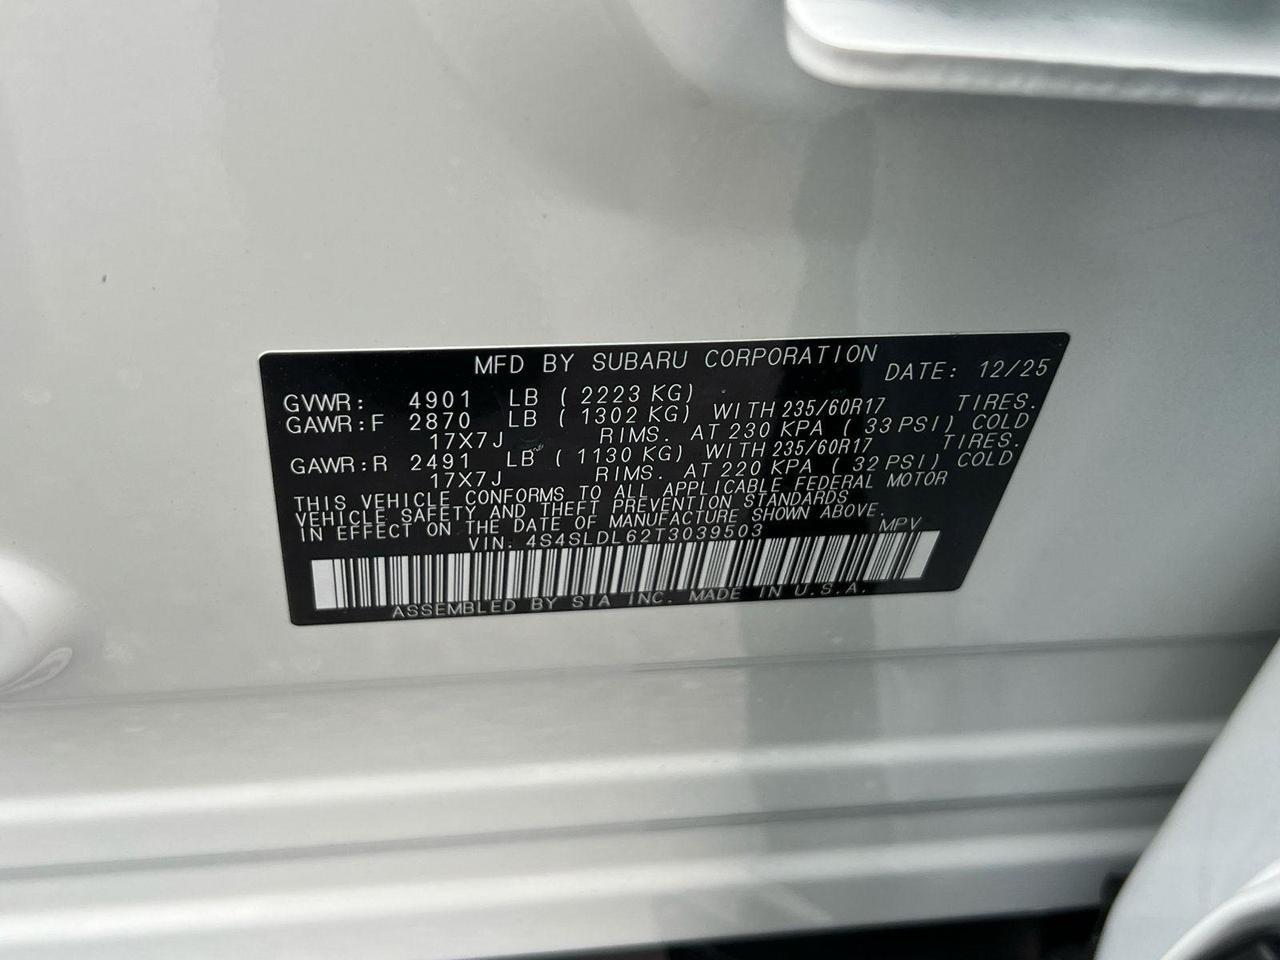 MFD BY SUBARU CORPORATION DATE: 12/25
GVWR: 4901 LB ( 2223 KG)
GAWR:F 2870 LB ( 1302 KG) WITH 235/60R17 TIRES.
17X7J RIMS. AT 230 KPA ( 33 PSI) COLD
GAWR:R 2491 LB ( 1130 KG) WITH 235/60R17 TIRES.
17X7J RIMS. AT 220 KPA ( 32 PSI) COLD
THIS VEHICLE CONFORMS TO ALL APPLICABLE FEDERAL MOTOR
VEHICLE SAFETY AND THEFT PREVENTION STANDARDS
IN EFFECT ON THE DATE OF MANUFACTURE SHOWN ABOVE.
VIN: 4S4SLDL62T3039503 MPV
ASSEMBLED BY SIA INC. MADE IN U.S.A.